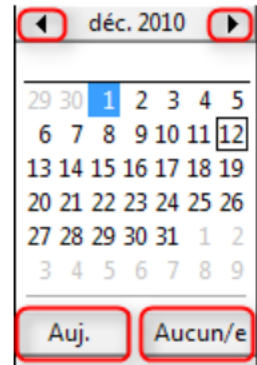 déc. 2010
29 30 1 2 3 4 5
6 7 8 9 10 11 12
13 14 15 16 17 18 19
20 21 22 23 24 25 26
27 28 29 30 31 1 2
3 4 5 6 7 8 9
Auj. Aucun/e